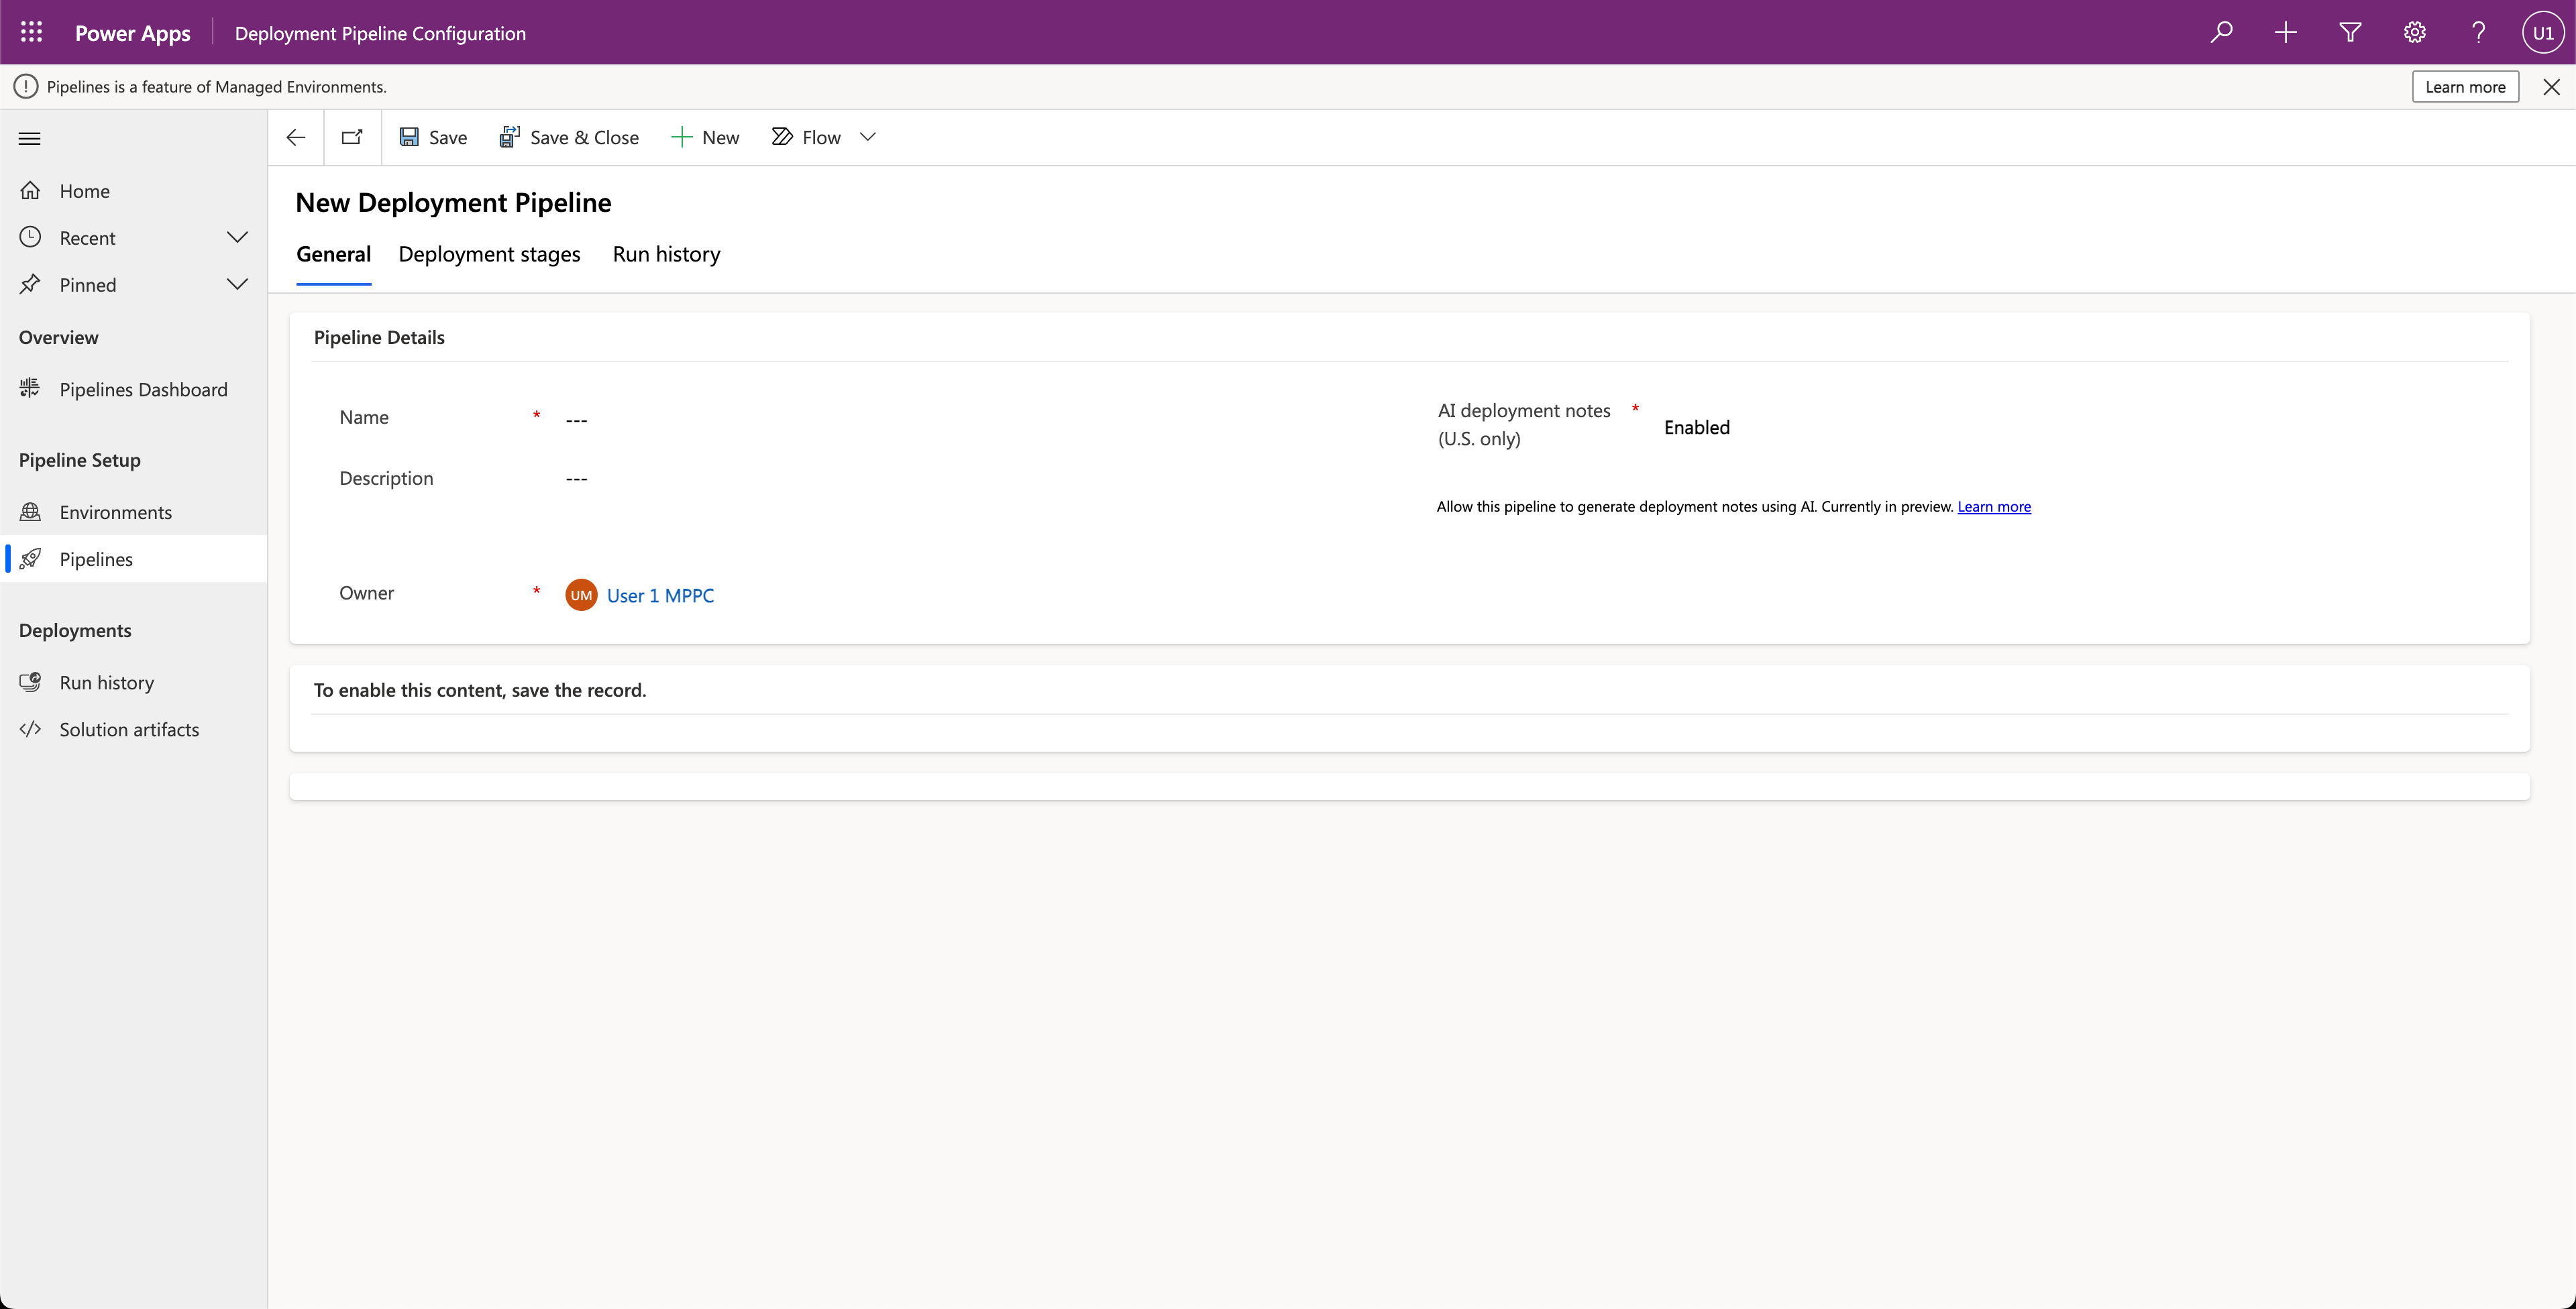 Power Apps
Deployment Pipeline Configuration
U1
Pipelines is a feature of Managed Environments.
Learn more
Save
Save & Close
New
Flow
Home
Recent
Pinned
Overview
Pipelines Dashboard
Pipeline Setup
Environments
Pipelines
Deployments
Run history
Solution artifacts
New Deployment Pipeline
General
Deployment stages
Run history
Pipeline Details
Name * ---
Description ---
Owner * UM User 1 MPPC
AI deployment notes *
(U.S. only)
Enabled
Allow this pipeline to generate deployment notes using AI. Currently in preview. Learn more
To enable this content, save the record.